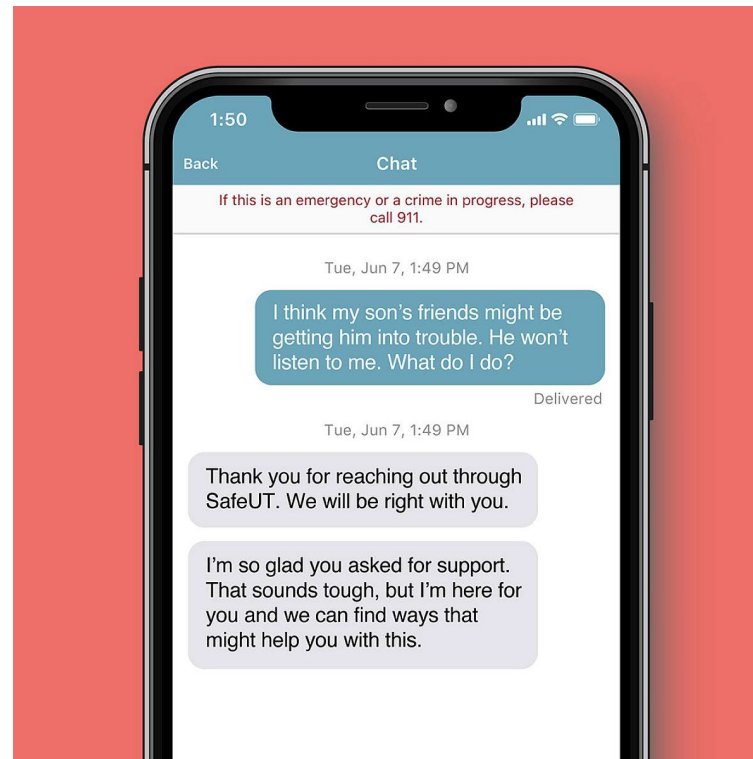 1:50
Back
Chat
If this is an emergency or a crime in progress, please
call 911.
Tue, Jun 7, 1:49 PM
I think my son’s friends might be
getting him into trouble. He won’t
listen to me. What do I do?
Delivered
Tue, Jun 7, 1:49 PM
Thank you for reaching out through
SafeUT. We will be right with you.
I’m so glad you asked for support.
That sounds tough, but I’m here for
you and we can find ways that
might help you with this.